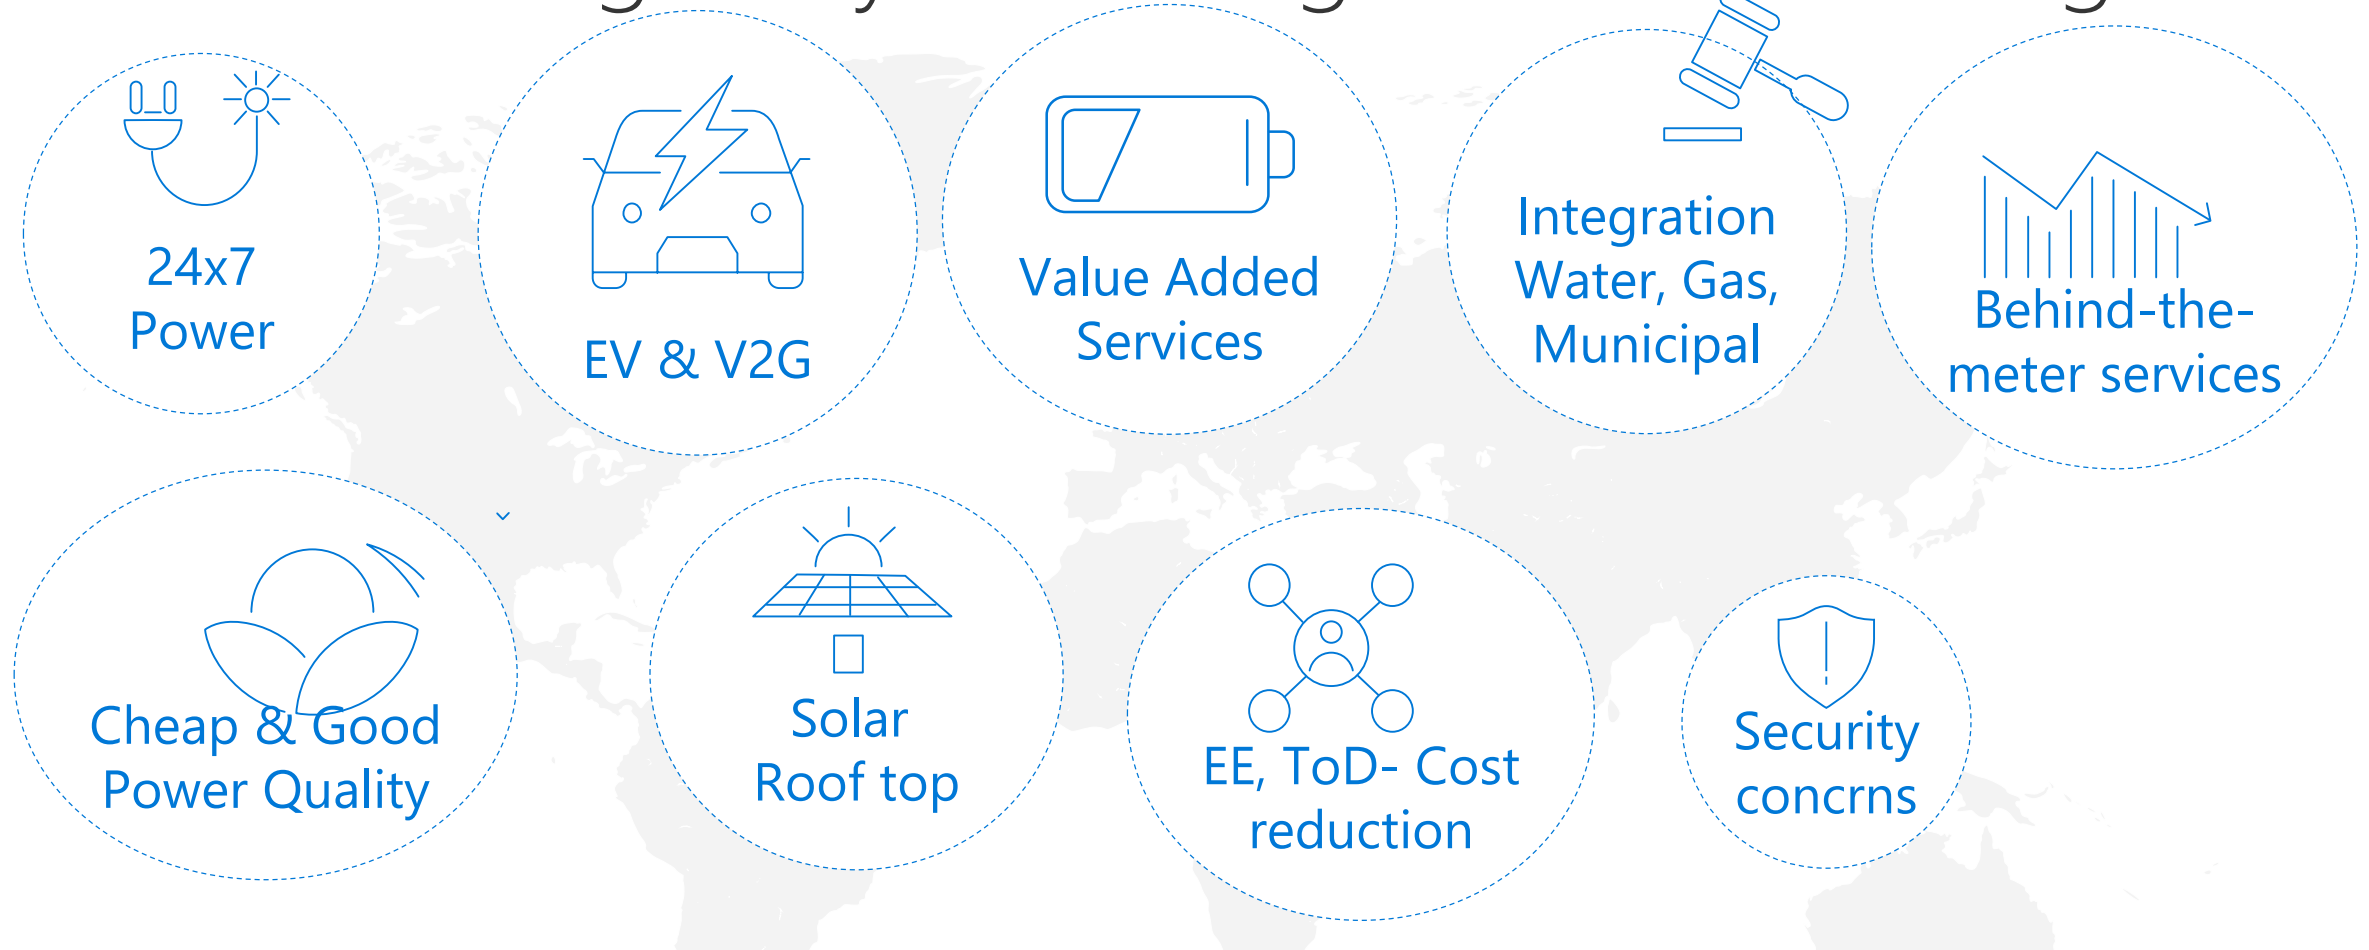 24x7
Power
EV & V2G
Value Added
Services
Integration
Water, Gas,
Municipal
Behind-the-
meter services
Cheap & Good
Power Quality
Solar
Roof top
EE, ToD- Cost
reduction
Security
concrns